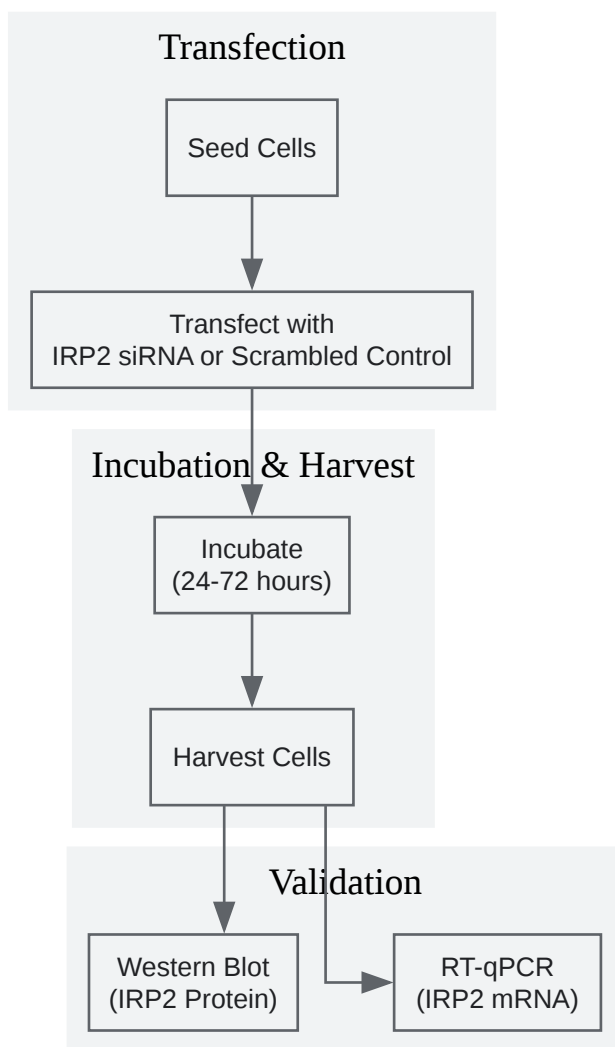 Transfection
Seed Cells
Transfect with
IRP2 siRNA or Scrambled Control
Incubation & Harvest
Incubate
(24-72 hours)
Harvest Cells
Validation
Western Blot
(IRP2 Protein)
RT-qPCR
(IRP2 mRNA)